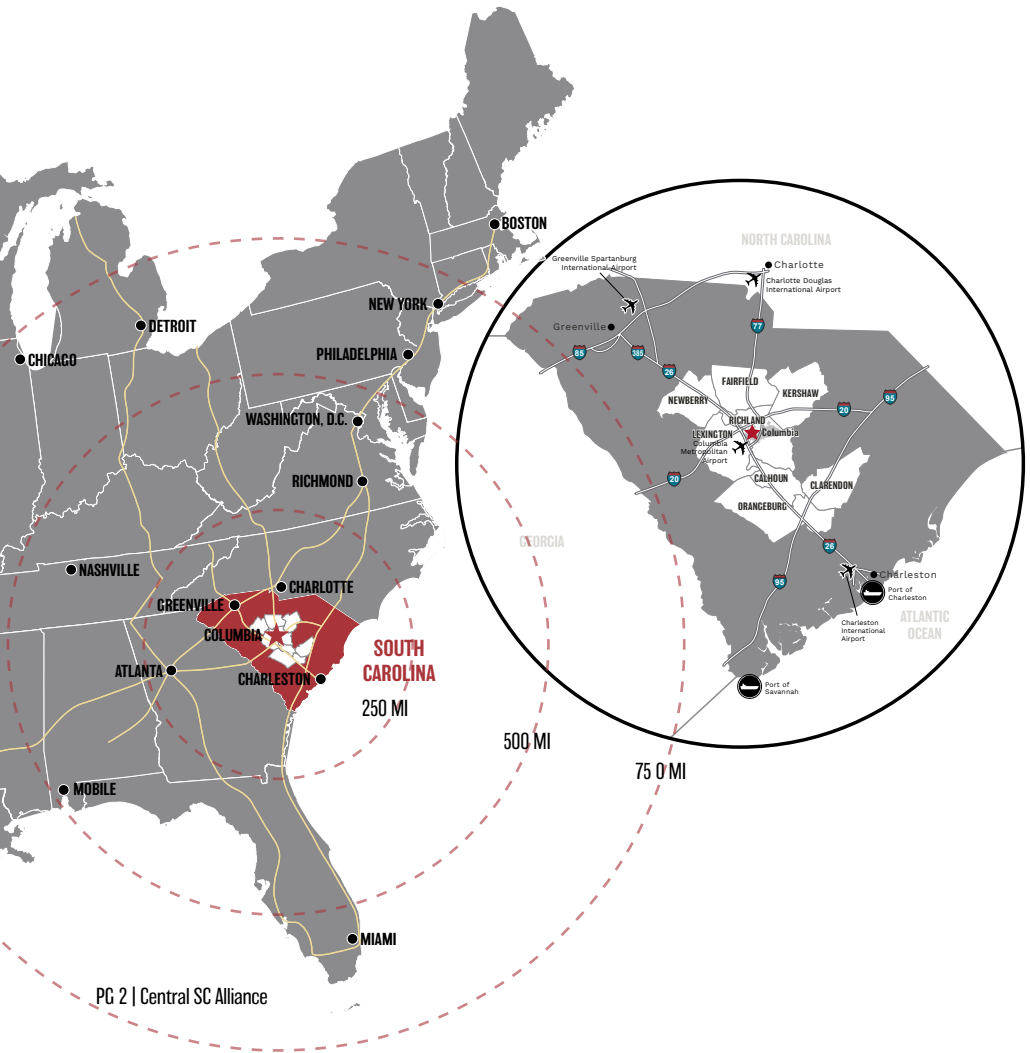 BOSTON
NEW YORK
DETROIT
PHILADELPHIA
CHICAGO
WASHINGTON, D.C.
RICHMOND
NASHVILLE
CHARLOTTE
GREENVILLE
COLUMBIA
SOUTH
CAROLINA
ATLANTA
CHARLESTON
250 MI
500 MI
75 0 MI
MOBILE
MIAMI
NORTH CAROLINA
Greenville Spartanburg
International Airport
Charlotte
Charlotte Douglas
International Airport
Greenville
77
85
385
26
FAIRFIELD
KERSHAW
NEWBERRY
95
20
RICHLAND
LEXINGTON
Columbia
Columbia
Metropolitan
Airport
20
CALHOUN
CLARENDON
ORANGEBURG
GEORGIA
26
95
Charleston
Port of
Charleston
ATLANTIC
OCEAN
Charleston
International
Airport
Port of
Savannah
PG 2 | Central SC Alliance